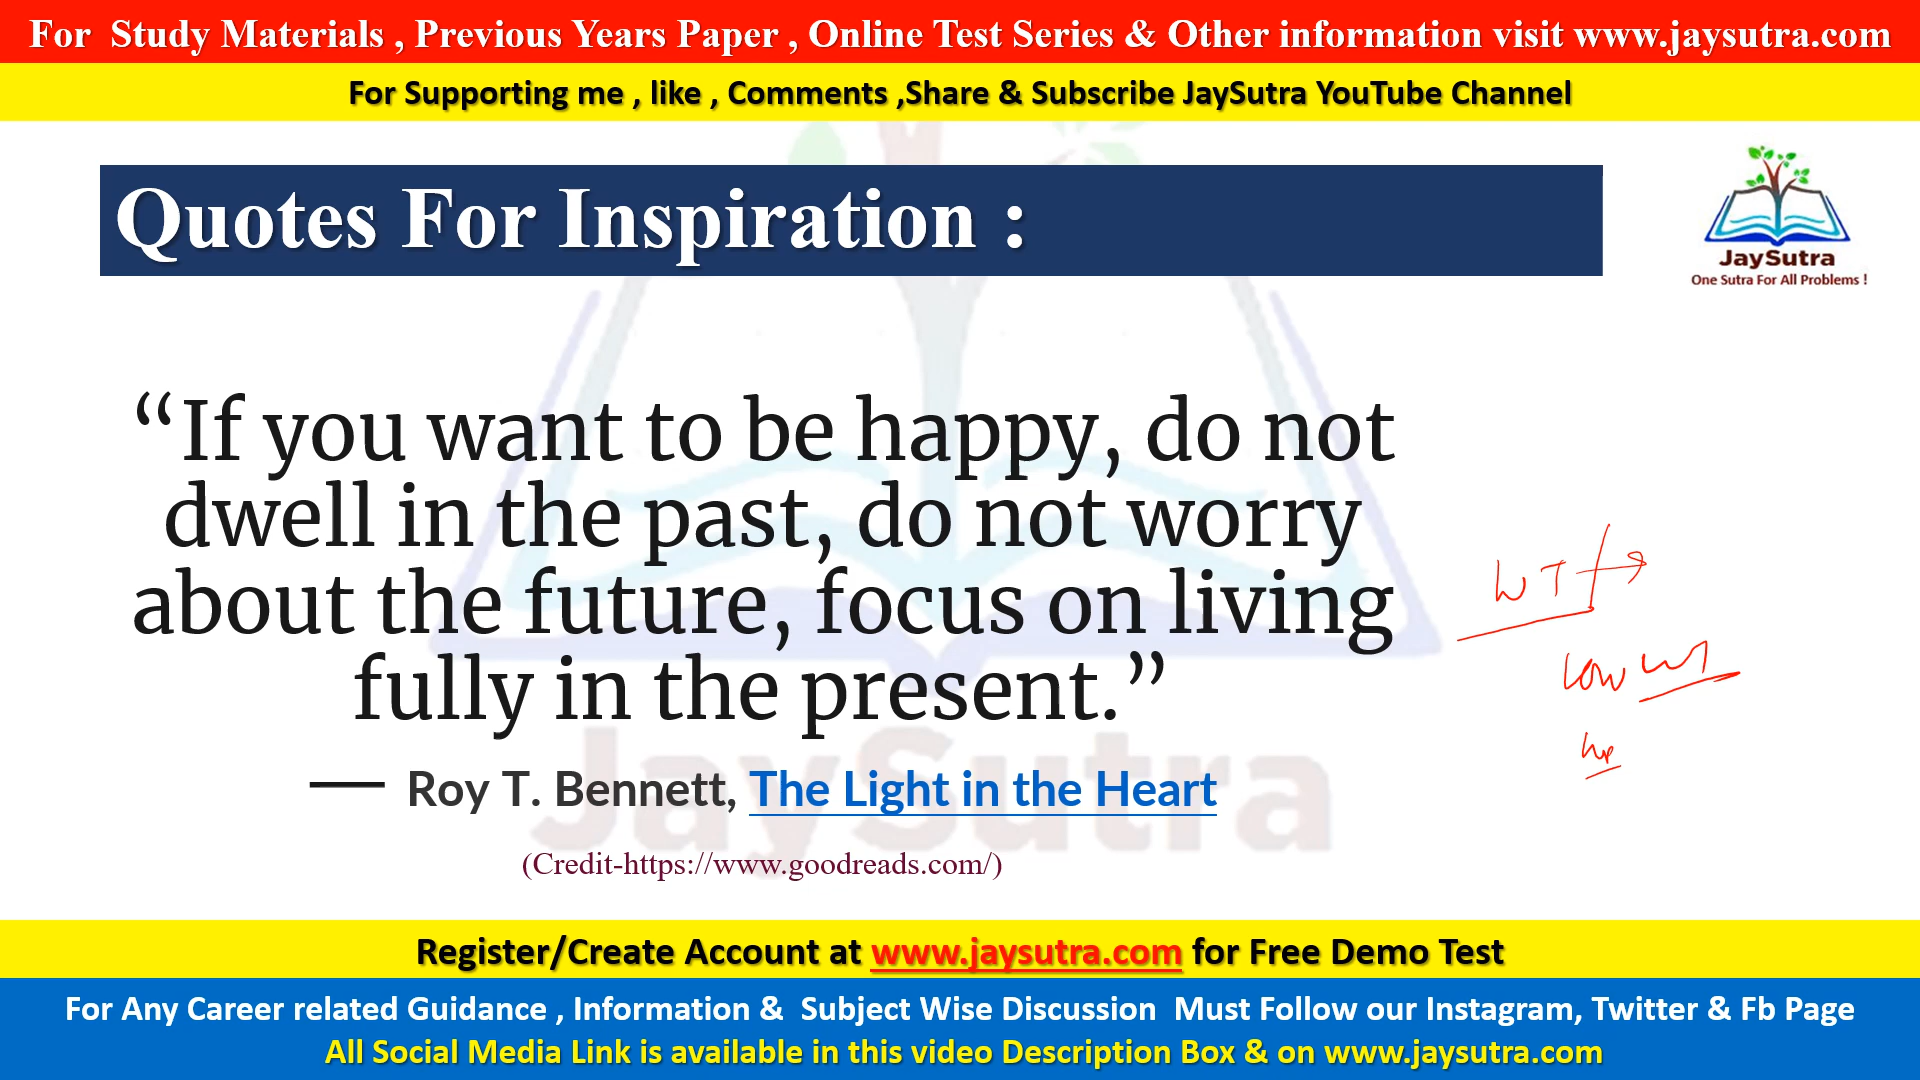 For Study Materials , Previous Years Paper , Online Test Series & Other information visit www.jaysutra.com
For Supporting me , like , Comments ,Share & Subscribe JaySutra YouTube Channel
Quotes For Inspiration :
JaySutra
One Sutra For All Problems !
“If you want to be happy, do not
dwell in the past, do not worry
about the future, focus on living
fully in the present.”
— Roy T. Bennett, The Light in the Heart
(Credit-https://www.goodreads.com/)
WT
Low WT
JaySutra
Register/Create Account at www.jaysutra.com for Free Demo Test
For Any Career related Guidance , Information & Subject Wise Discussion Must Follow our Instagram, Twitter & Fb Page
All Social Media Link is available in this video Description Box & on www.jaysutra.com